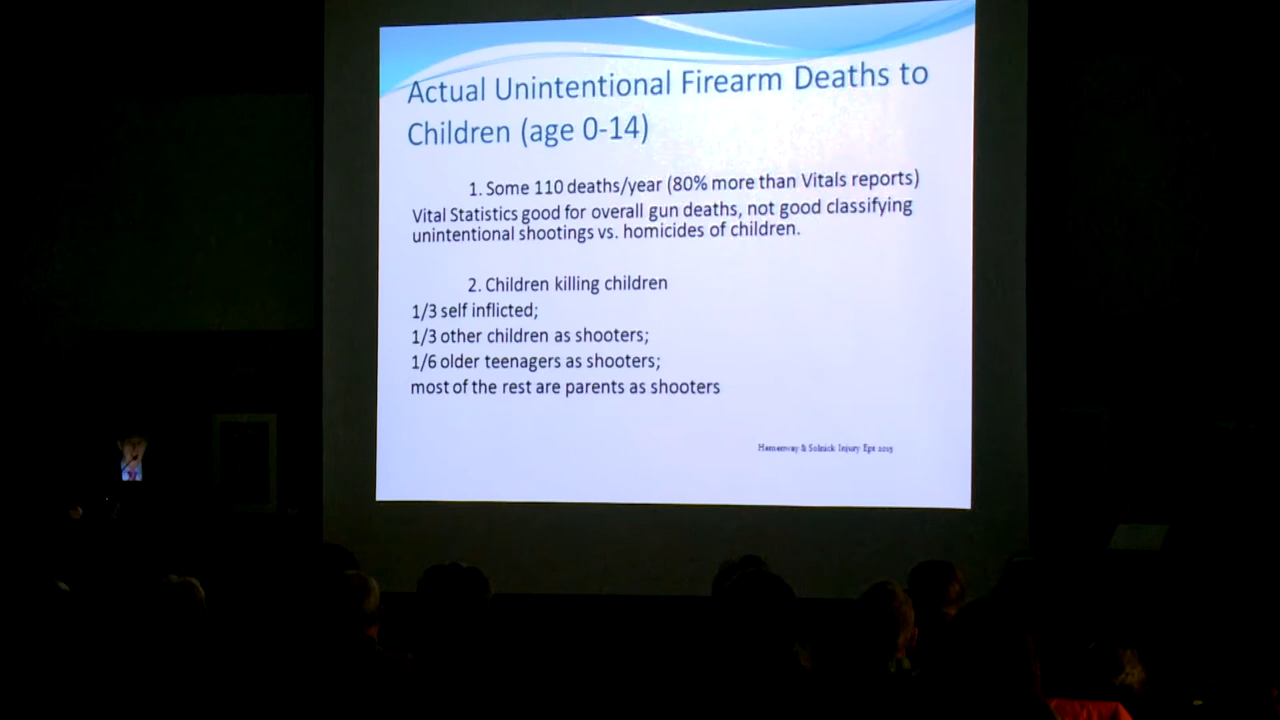 Actual Unintentional Firearm Deaths to
Children (age 0-14)
1. Some 110 deaths/year (80% more than Vitals reports)
Vital Statistics good for overall gun deaths, not good classifying
unintentional shootings vs. homicides of children.
2. Children killing children
1/3 self inflicted;
1/3 other children as shooters;
1/6 older teenagers as shooters;
most of the rest are parents as shooters
Hemenway & Solnick Injury Epi 2015